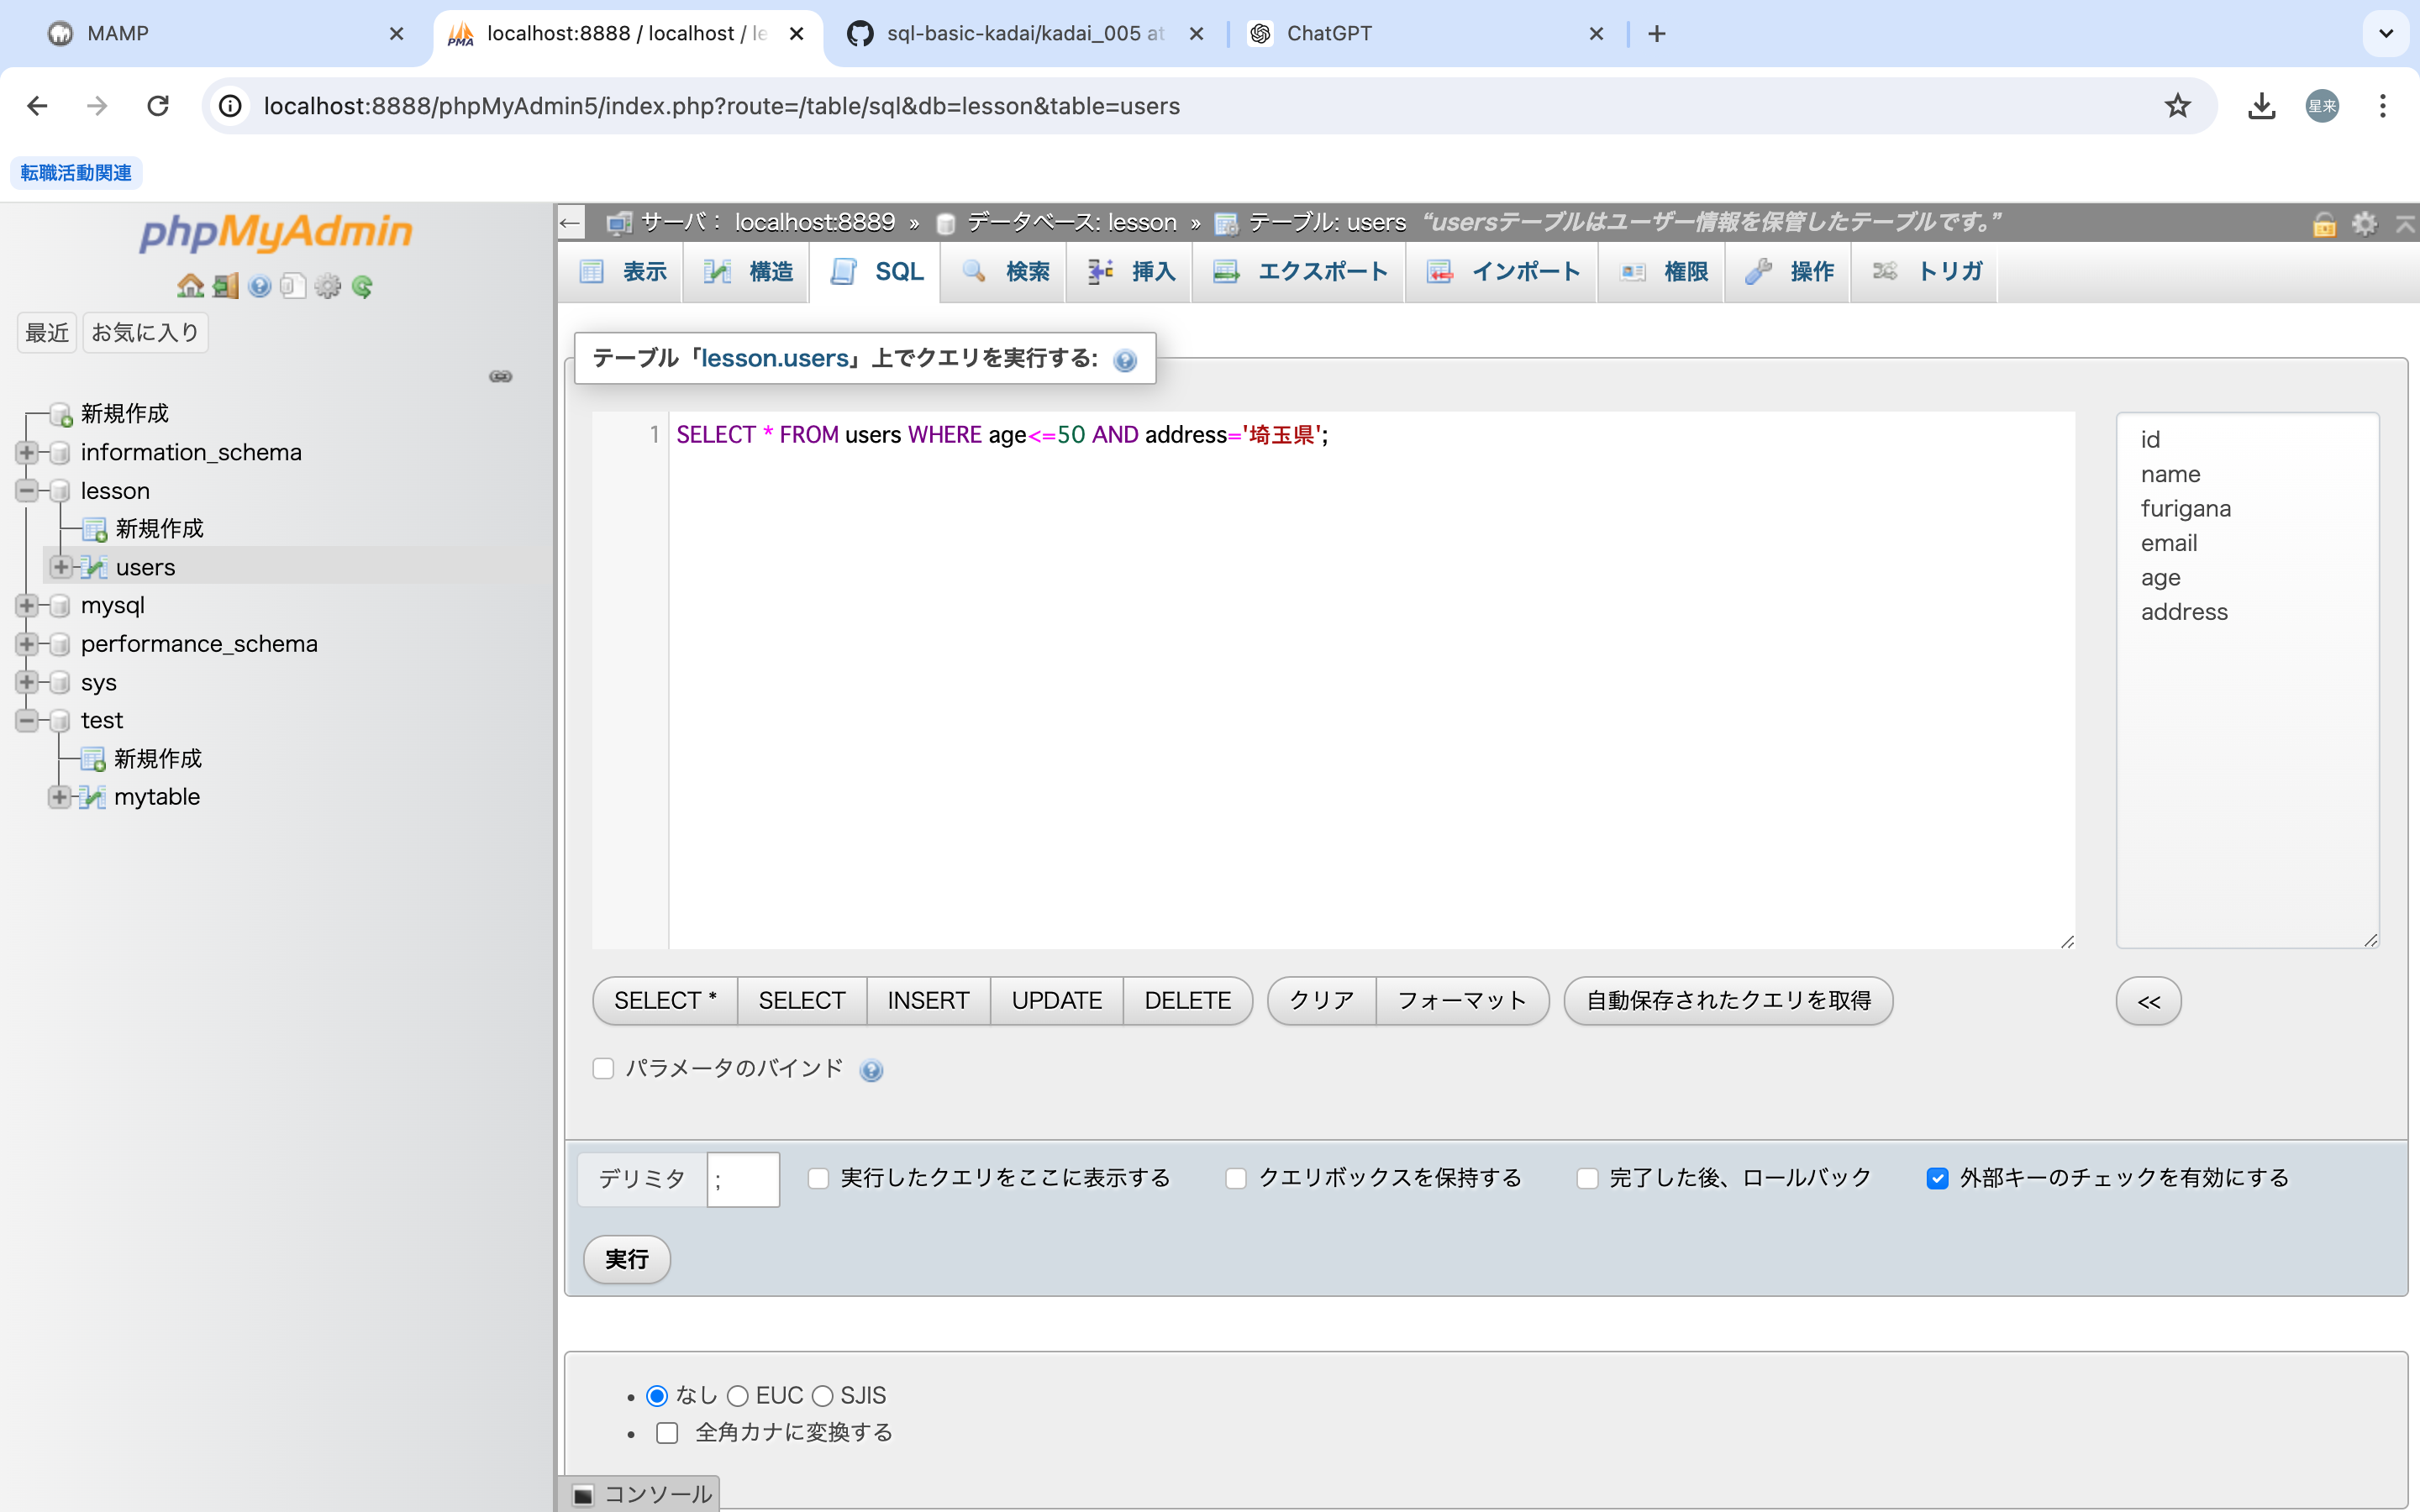 MAMP
localhost:8888 / localhost / le
sql-basic-kadai/kadai_005 at
ChatGPT
localhost:8888/phpMyAdmin5/index.php?route=/table/sql&db=lesson&table=users
星来
転職活動関連
phpMyAdmin
最近 お気に入り
新規作成
information_schema
lesson
新規作成
users
mysql
performance_schema
sys
test
新規作成
mytable
サーバ: localhost:8889 » データベース: lesson » テーブル: users “usersテーブルはユーザー情報を保管したテーブルです。”
表示 構造 SQL 検索 挿入 エクスポート インポート 権限 操作 トリガ
テーブル「lesson.users」上でクエリを実行する:
1 SELECT * FROM users WHERE age<=50 AND address='埼玉県';
id
name
furigana
email
age
address
SELECT * SELECT INSERT UPDATE DELETE クリア フォーマット 自動保存されたクエリを取得 <<
パラメータのバインド
デリミタ ; 実行したクエリをここに表示する クエリボックスを保持する 完了した後、ロールバック 外部キーのチェックを有効にする
実行
なし EUC SJIS
全角カナに変換する
コンソール